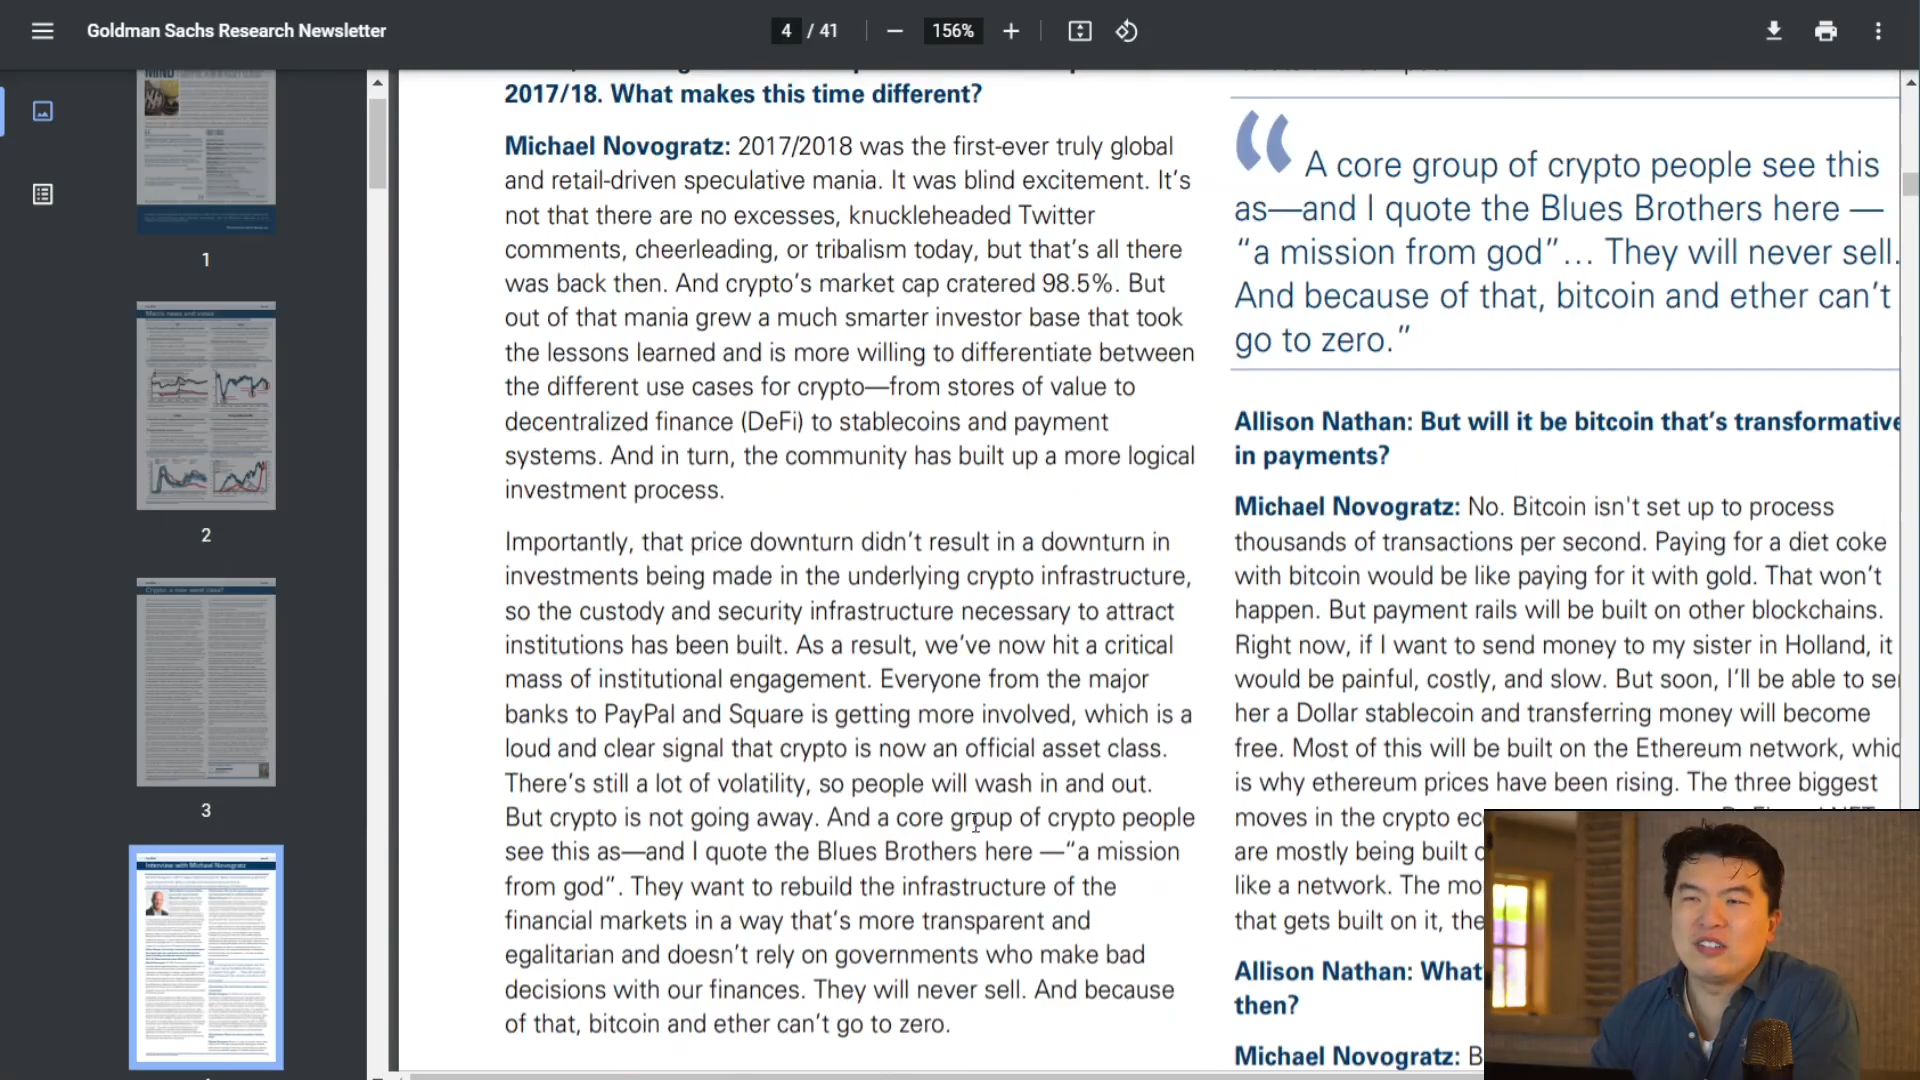 Goldman Sachs Research Newsletter
4 / 41
156%
1
2
3
2017/18. What makes this time different?
Michael Novogratz: 2017/2018 was the first-ever truly global
and retail-driven speculative mania. It was blind excitement. It’s
not that there are no excesses, knuckleheaded Twitter
comments, cheerleading, or tribalism today, but that’s all there
was back then. And crypto’s market cap cratered 98.5%. But
out of that mania grew a much smarter investor base that took
the lessons learned and is more willing to differentiate between
the different use cases for crypto—from stores of value to
decentralized finance (DeFi) to stablecoins and payment
systems. And in turn, the community has built up a more logical
investment process.
Importantly, that price downturn didn’t result in a downturn in
investments being made in the underlying crypto infrastructure,
so the custody and security infrastructure necessary to attract
institutions has been built. As a result, we’ve now hit a critical
mass of institutional engagement. Everyone from the major
banks to PayPal and Square is getting more involved, which is a
loud and clear signal that crypto is now an official asset class.
There’s still a lot of volatility, so people will wash in and out.
But crypto is not going away. And a core group of crypto people
see this as—and I quote the Blues Brothers here —“a mission
from god”. They want to rebuild the infrastructure of the
financial markets in a way that’s more transparent and
egalitarian and doesn’t rely on governments who make bad
decisions with our finances. They will never sell. And because
of that, bitcoin and ether can’t go to zero.
“ A core group of crypto people see this
as—and I quote the Blues Brothers here —
“a mission from god”... They will never sell.
And because of that, bitcoin and ether can’t
go to zero.”
Allison Nathan: But will it be bitcoin that’s transformative
in payments?
Michael Novogratz: No. Bitcoin isn't set up to process
thousands of transactions per second. Paying for a diet coke
with bitcoin would be like paying for it with gold. That won’t
happen. But payment rails will be built on other blockchains.
Right now, if I want to send money to my sister in Holland, it
would be painful, costly, and slow. But soon, I’ll be able to
her a Dollar stablecoin and transferring money will become
free. Most of this will be built on the Ethereum network,
is why ethereum prices have been rising. The three biggest
moves in the crypto
are mostly being built
like a network. The
that gets built on it,
Allison Nathan: What
then?
Michael Novogratz:
Interview with Michael Novogratz